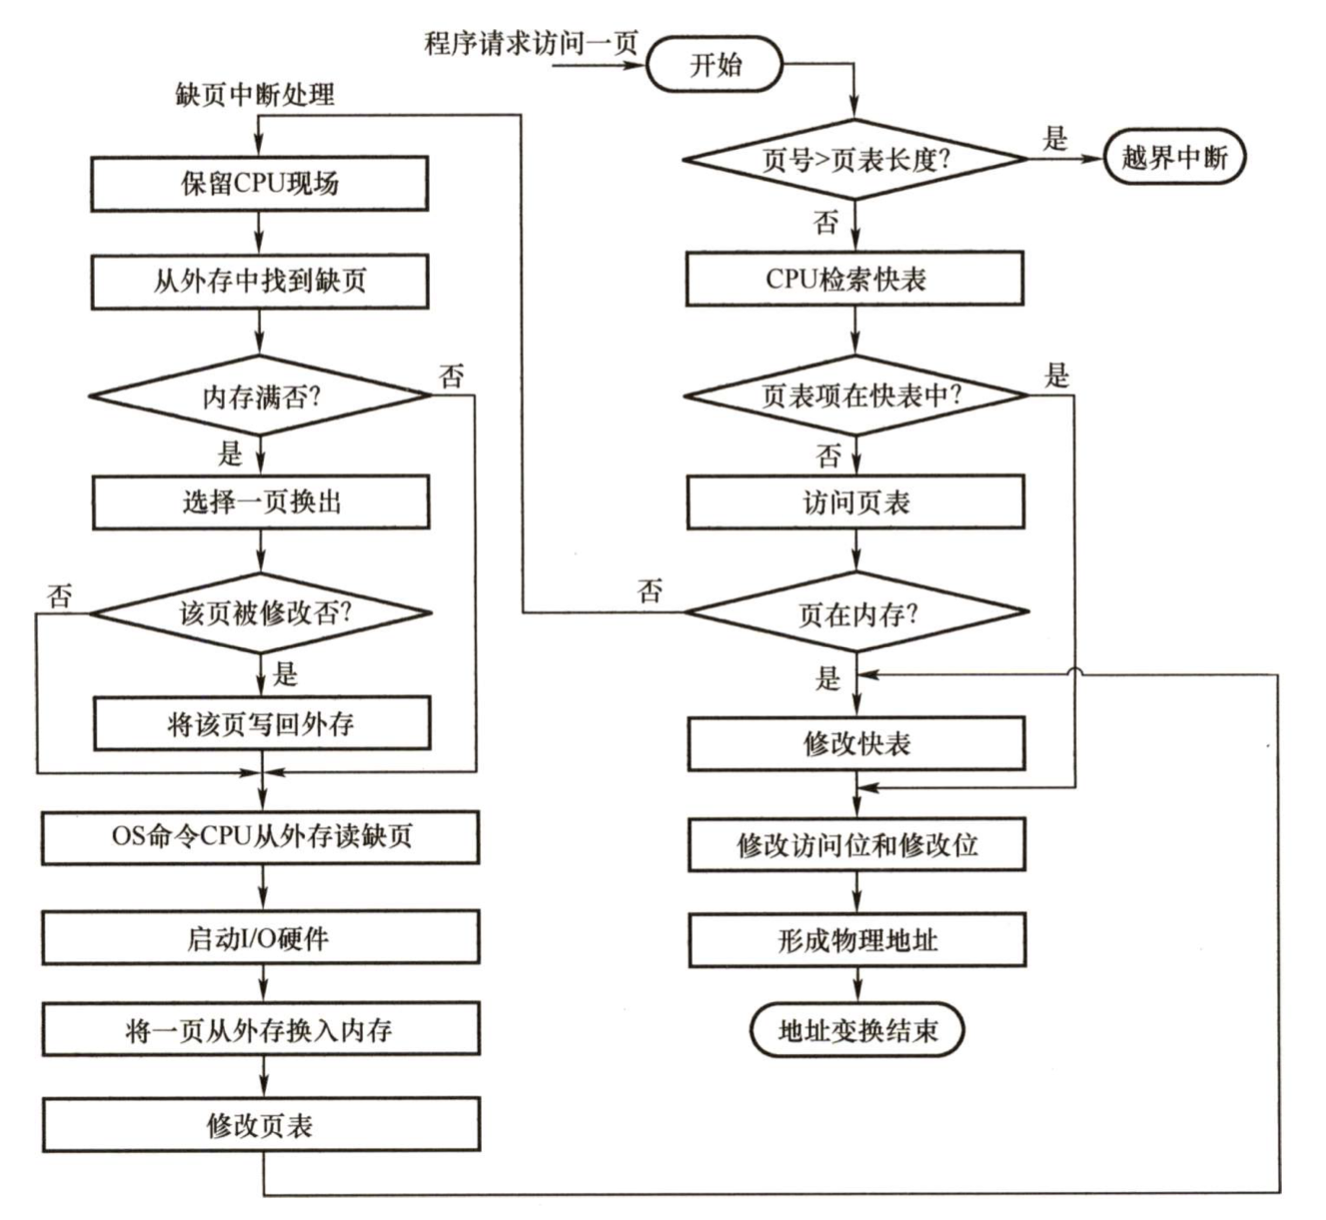 程序请求访问一页
开始
缺页中断处理
页号>页表长度?
是
越界中断
保留CPU现场
否
从外存中找到缺页
CPU检索快表
内存满否?
否
页表项在快表中?
是
是
否
选择一页换出
访问页表
否
该页被修改否?
否
页在内存?
是
是
将该页写回外存
修改快表
OS命令CPU从外存读缺页
修改访问位和修改位
启动I/O硬件
形成物理地址
将一页从外存换入内存
地址变换结束
修改页表